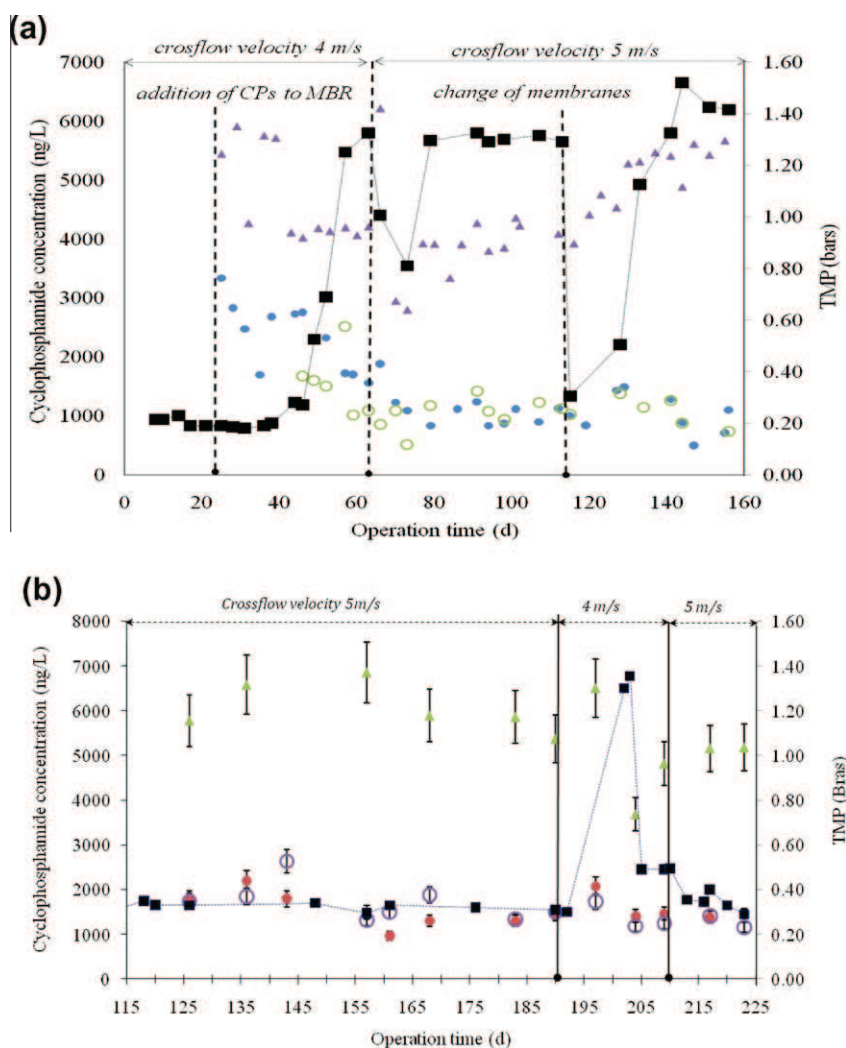 (a)
crosflow velocity 4 m/s
crosflow velocity 5 m/s
addition of CPs to MBR
change of membranes
Cyclophosphamide concentration (ng/L)
7000
6000
5000
4000
3000
2000
1000
0
1.60
1.40
1.20
1.00
0.80
0.60
0.40
0.20
0.00
TMP (bars)
0 20 40 60 80 100 120 140 160
Operation time (d)
(b)
Crossflow velocity 5m/s
4 m/s
5 m/s
Cyclophosphamide concentration (ng/L)
8000
7000
6000
5000
4000
3000
2000
1000
0
1.60
1.40
1.20
1.00
0.80
0.60
0.40
0.20
0.00
TMP (Bras)
115 125 135 145 155 165 175 185 195 205 215 225
Operation time (d)